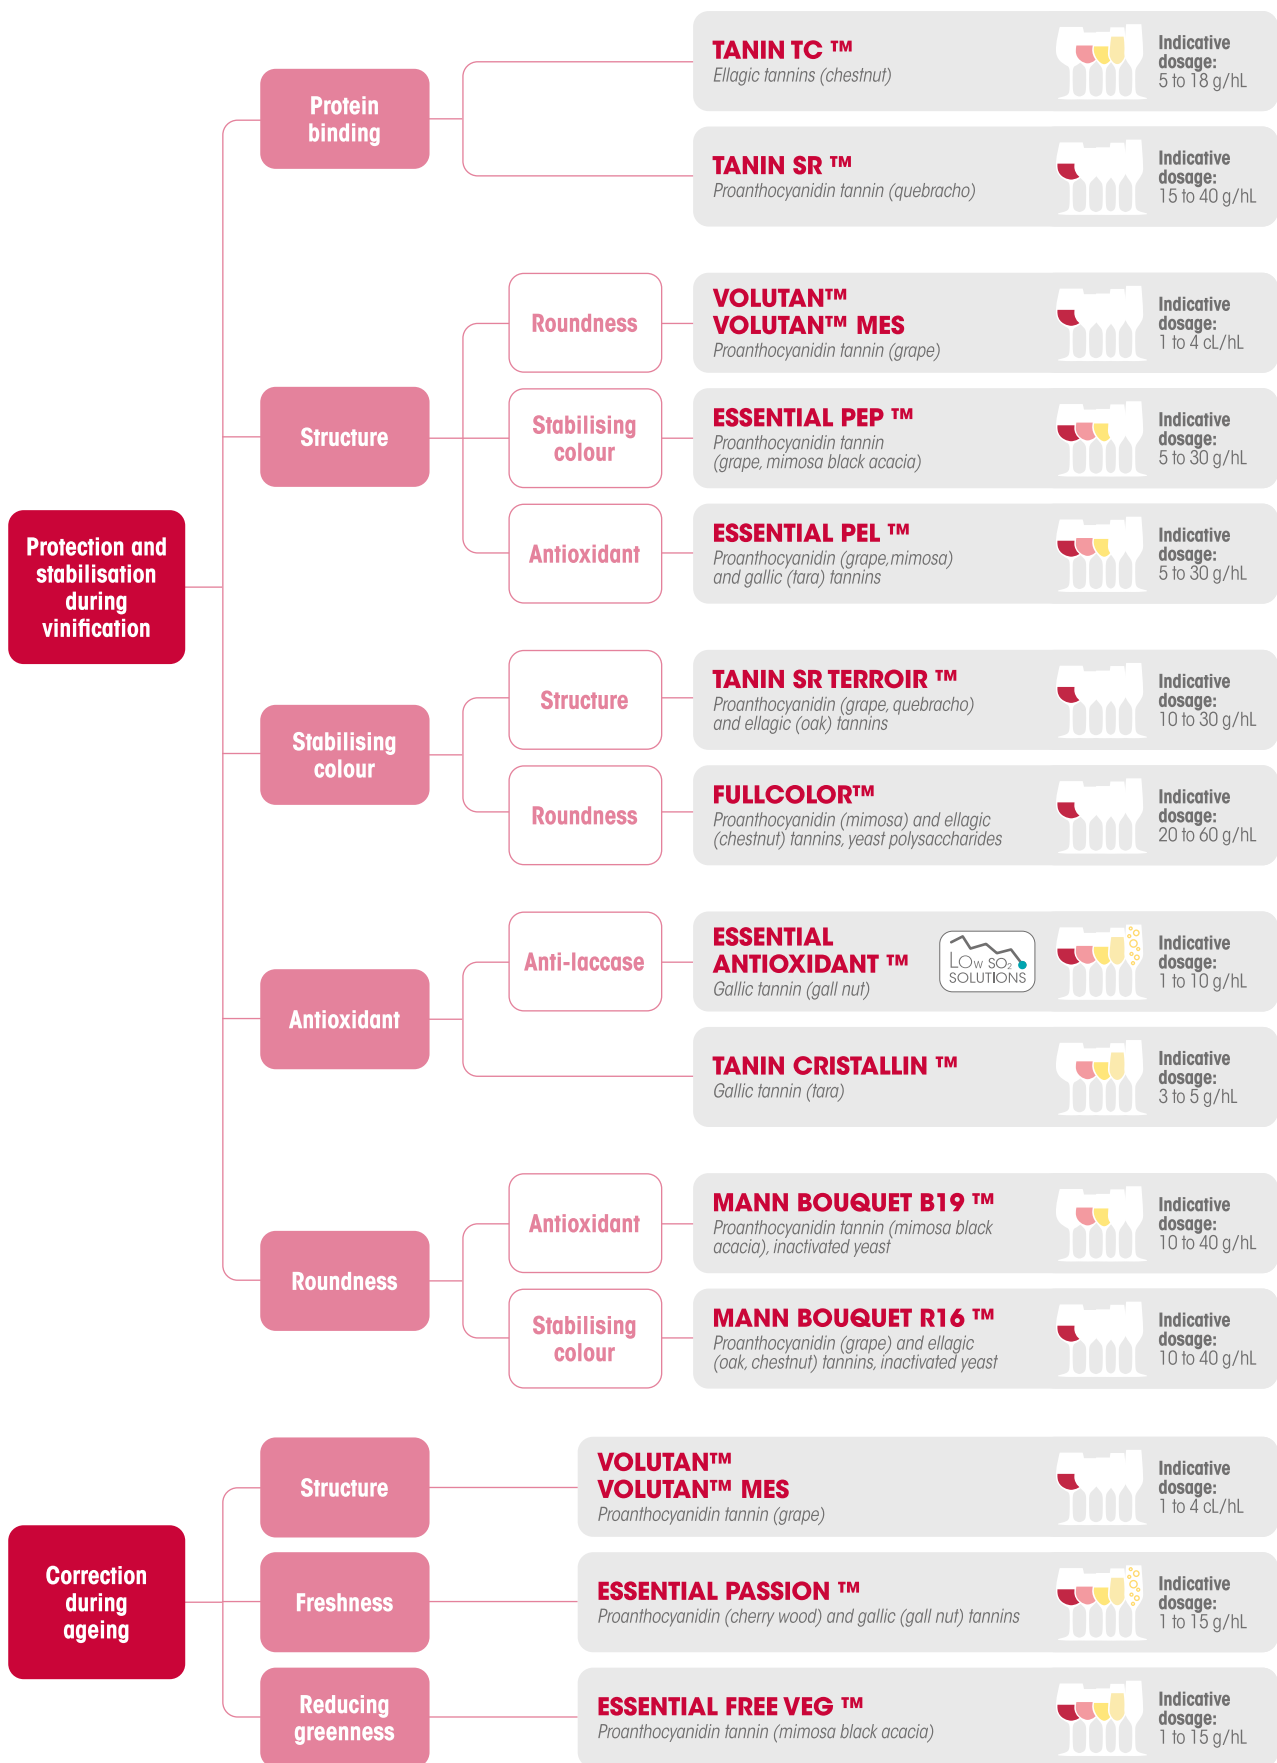 Protection and
stabilisation
during
vinification
Protein
binding
TANIN TC ™
Ellagic tannins (chestnut)
Indicative
dosage:
5 to 18 g/hL
TANIN SR ™
Proanthocyanidin tannin (quebracho)
Indicative
dosage:
15 to 40 g/hL
Structure
Roundness
VOLUTAN™
VOLUTAN™ MES
Proanthocyanidin tannin (grape)
Indicative
dosage:
1 to 4 cL/hL
Stabilising
colour
ESSENTIAL PEP ™
Proanthocyanidin tannin
(grape, mimosa black acacia)
Indicative
dosage:
5 to 30 g/hL
Antioxidant
ESSENTIAL PEL ™
Proanthocyanidin (grape,mimosa)
and gallic (tara) tannins
Indicative
dosage:
5 to 30 g/hL
Stabilising
colour
Structure
TANIN SR TERROIR ™
Proanthocyanidin (grape, quebracho)
and ellagic (oak) tannins
Indicative
dosage:
10 to 30 g/hL
Roundness
FULLCOLOR™
Proanthocyanidin (mimosa) and ellagic
(chestnut) tannins, yeast polysaccharides
Indicative
dosage:
20 to 60 g/hL
Antioxidant
Anti-laccase
ESSENTIAL
ANTIOXIDANT ™
Gallic tannin (gall nut)
LOW SO₂
SOLUTIONS
Indicative
dosage:
1 to 10 g/hL
TANIN CRISTALLIN ™
Gallic tannin (tara)
Indicative
dosage:
3 to 5 g/hL
Roundness
Antioxidant
MANN BOUQUET B19 ™
Proanthocyanidin tannin (mimosa black
acacia), inactivated yeast
Indicative
dosage:
10 to 40 g/hL
Stabilising
colour
MANN BOUQUET R16 ™
Proanthocyanidin (grape) and ellagic
(oak, chestnut) tannins, inactivated yeast
Indicative
dosage:
10 to 40 g/hL
Correction
during
ageing
Structure
VOLUTAN™
VOLUTAN™ MES
Proanthocyanidin tannin (grape)
Indicative
dosage:
1 to 4 cL/hL
Freshness
ESSENTIAL PASSION ™
Proanthocyanidin (cherry wood) and gallic (gall nut) tannins
Indicative
dosage:
1 to 15 g/hL
Reducing
greenness
ESSENTIAL FREE VEG ™
Proanthocyanidin tannin (mimosa black acacia)
Indicative
dosage:
1 to 15 g/hL